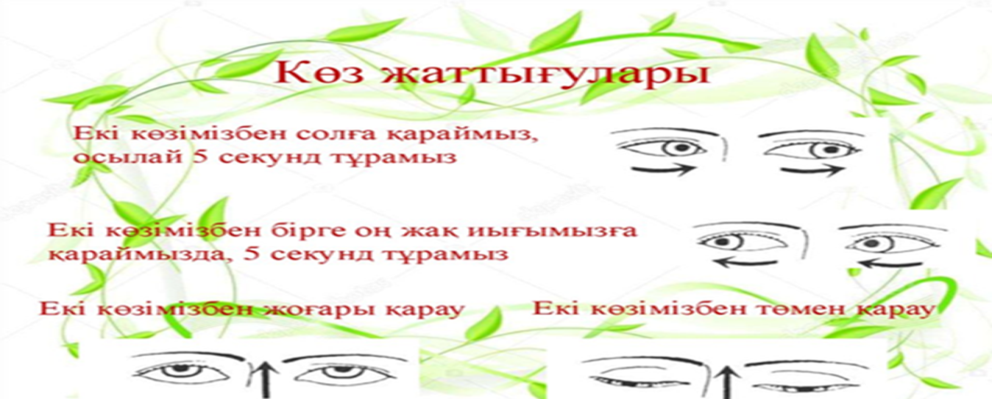 Көз жаттығулары
Екі көзімізбен солға қараймыз,
осылай 5 секунд тұрамыз
Екі көзімізбен бірге оң жақ иығымызға
қараймызда, 5 секунд тұрамыз
Екі көзімізбен жоғары қарау
Екі көзімізбен төмен қарау